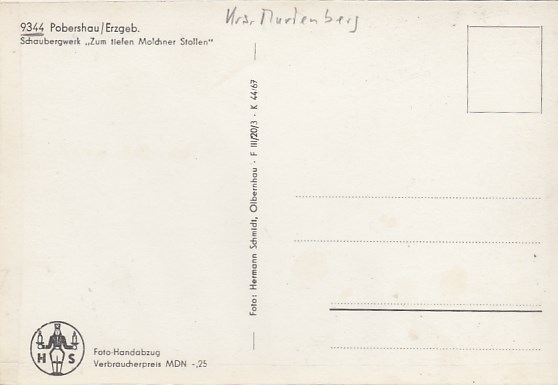 Krs. Marienberg
9344 Pobershau/Erzgeb.
Schaubergwerk „Zum tiefen Molchner Stollen"
Foto: Hermann Schmidt, Olbernhau · F III/20/3 · K 44/67
H S
Foto-Handabzug
Verbraucherpreis MDN -,25